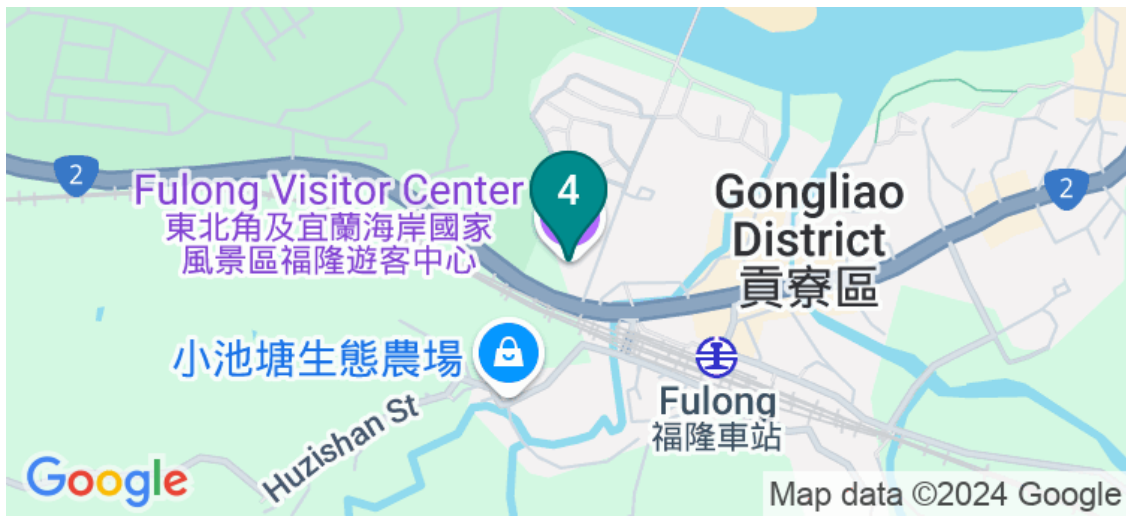 2
Fulong Visitor Center
東北角及宜蘭海岸國家
風景區福隆遊客中心
4
Gongliao
District
貢寮區
2
小池塘生態農場
Fulong
福隆車站
Huzishan St
Google
Map data ©2024 Google